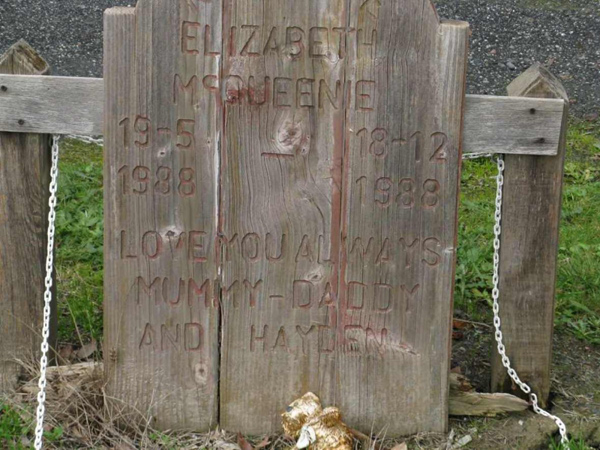 ELIZABETH
McQUEENIE
19-5 — 18-12
1988 1988
LOVE YOU ALWAYS
MUMMY-DADDY
AND HAYDEN